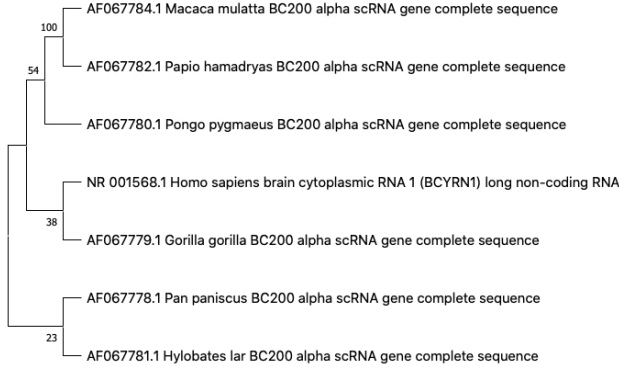 AF067784.1 Macaca mulatta BC200 alpha scRNA gene complete sequence
100
AF067782.1 Papio hamadryas BC200 alpha scRNA gene complete sequence
54
AF067780.1 Pongo pygmaeus BC200 alpha scRNA gene complete sequence
NR 001568.1 Homo sapiens brain cytoplasmic RNA 1 (BCYRN1) long non-coding RNA
38
AF067779.1 Gorilla gorilla BC200 alpha scRNA gene complete sequence
AF067778.1 Pan paniscus BC200 alpha scRNA gene complete sequence
23
AF067781.1 Hylobates lar BC200 alpha scRNA gene complete sequence